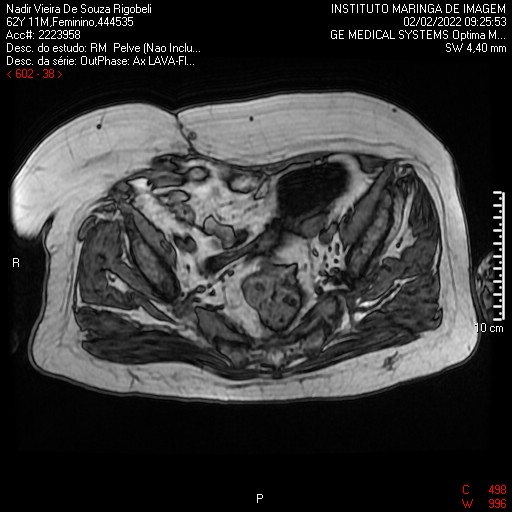 Nadir Vieira De Souza Rigobeli
62Y 11M,Feminino,444535
Acc#: 2223958
Desc. do estudo: RM Pelve (Nao Inclu...
Desc. da série: OutPhase: Ax LAVA-Fl...
< 602 - 38 >
INSTITUTO MARINGA DE IMAGEM
02/02/2022 09:25:53
GE MEDICAL SYSTEMS Optima M...
SW 4,40 mm
R
10 cm
P
C 498
W 996